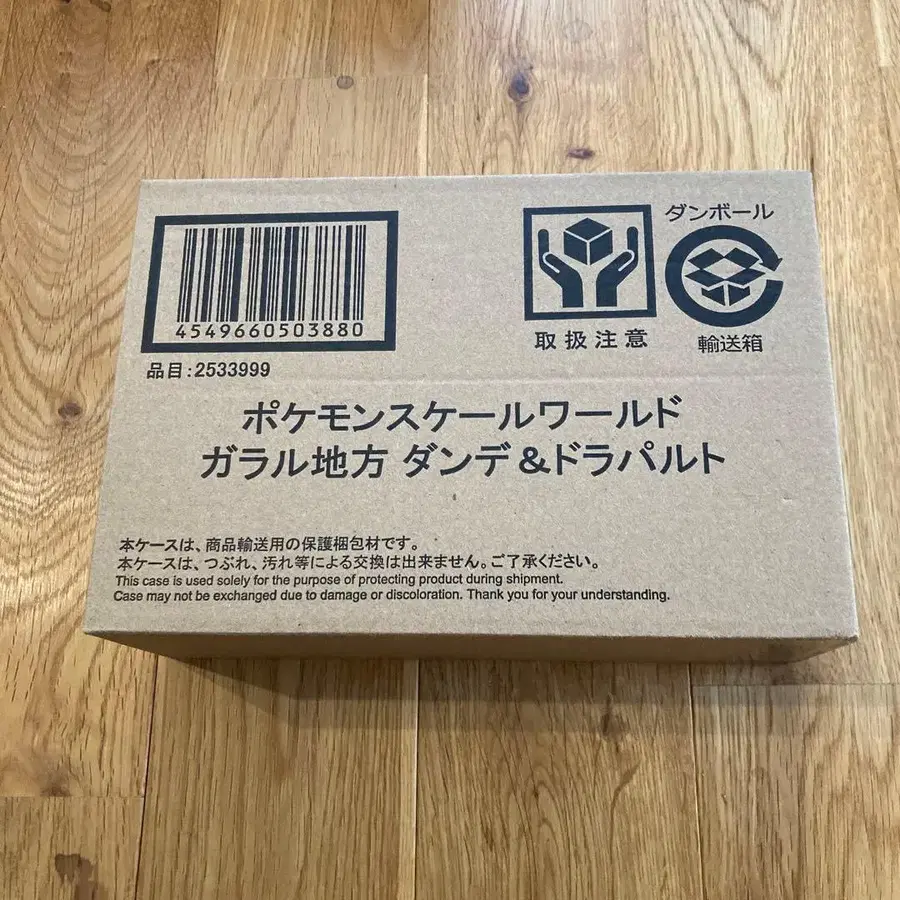 4549660503880
品目:2533999
取扱注意
ダンボール
輸送箱
ポケモンスケールワールド
ガラル地方 ダンデ&ドラパルト
本ケースは、商品輸送用の保護梱包材です。
本ケースは、つぶれ、汚れ等による交換は出来ません。ご了承ください。
This case is used solely for the purpose of protecting product during shipment.
Case may not be exchanged due to damage or discoloration. Thank you for your understanding.